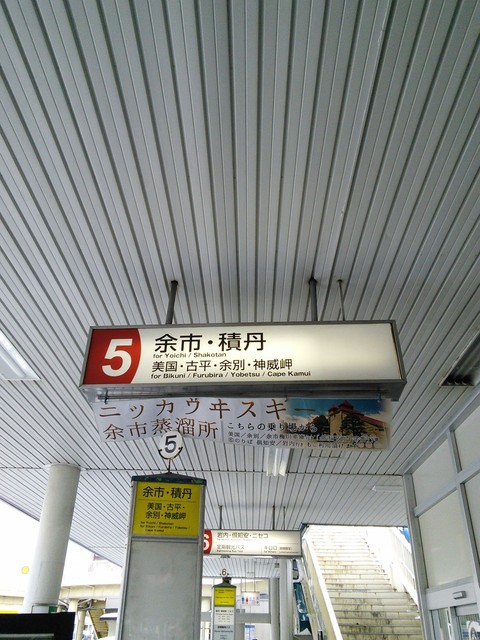 5
余市・積丹
for Yoichi / Shakotan
美国・古平・余別・神威岬
for Bikuni / Furubira / Yobetsu / Cape Kamui
ニッカウヰスキー
余市蒸溜所
こちらの乗り場から
5
余市・積丹
美国・古平・
余別・神威岬
岩内・倶知安・ニセコ
6